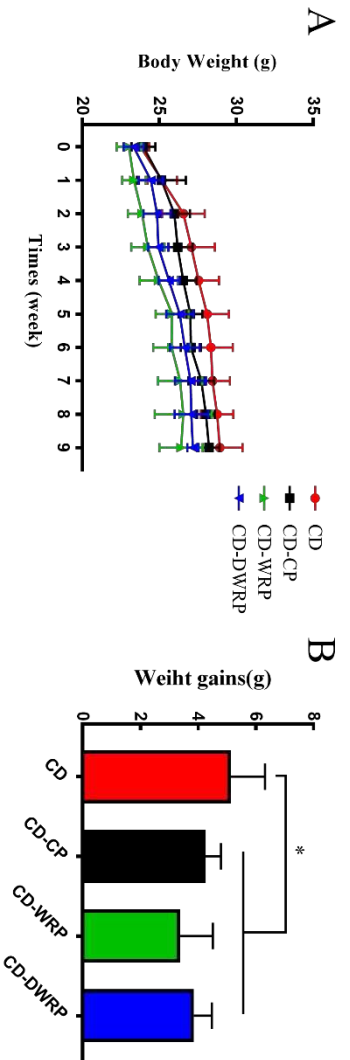 A
Body Weight (g)
35
30
25
20
0 1 2 3 4 5 6 7 8 9
Times (week)
CD
CD-CP
CD-WRP
CD-DWRP
B
Weiht gains(g)
8
6
4
2
0
*
CD
CD-CP
CD-WRP
CD-DWRP